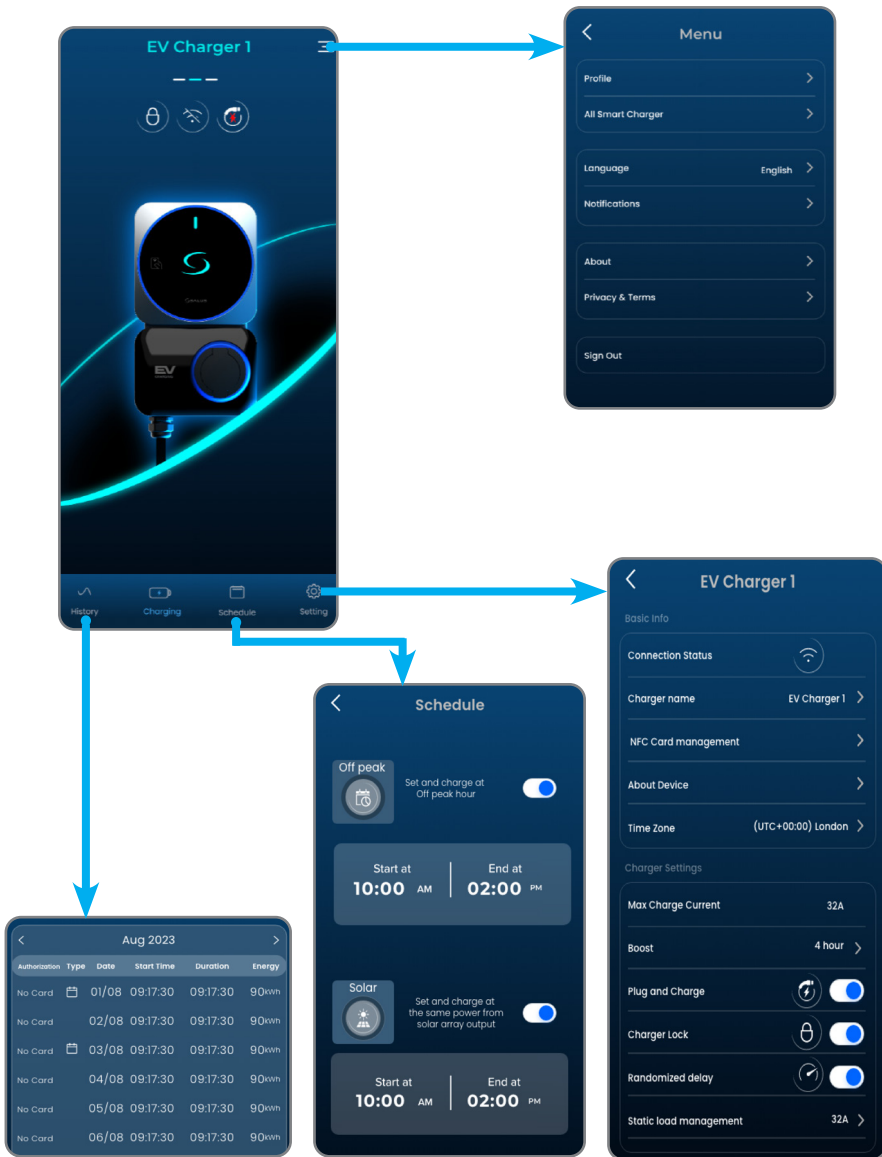 EV Charger 1
EV
History
Charging
Schedule
Setting
Menu
Profile
All Smart Charger
Language English
Notifications
About
Privacy & Terms
Sign Out
Schedule
Off peak
Set and charge at
Off peak hour
Start at End at
10:00 AM 02:00 PM
Solar
Set and charge at
the same power from
solar array output
Start at End at
10:00 AM 02:00 PM
EV Charger 1
Basic Info
Connection Status
Charger name EV Charger 1
NFC Card management
About Device
Time Zone (UTC+00:00) London
Charger Settings
Max Charge Current 32A
Boost 4 hour
Plug and Charge
Charger Lock
Randomized delay
Static load management 32A
Aug 2023
Authorization Type Date Start Time Duration Energy
No Card 01/08 09:17:30 09:17:30 90kWh
No Card 02/08 09:17:30 09:17:30 90kWh
No Card 03/08 09:17:30 09:17:30 90kWh
No Card 04/08 09:17:30 09:17:30 90kWh
No Card 05/08 09:17:30 09:17:30 90kWh
No Card 06/08 09:17:30 09:17:30 90kWh